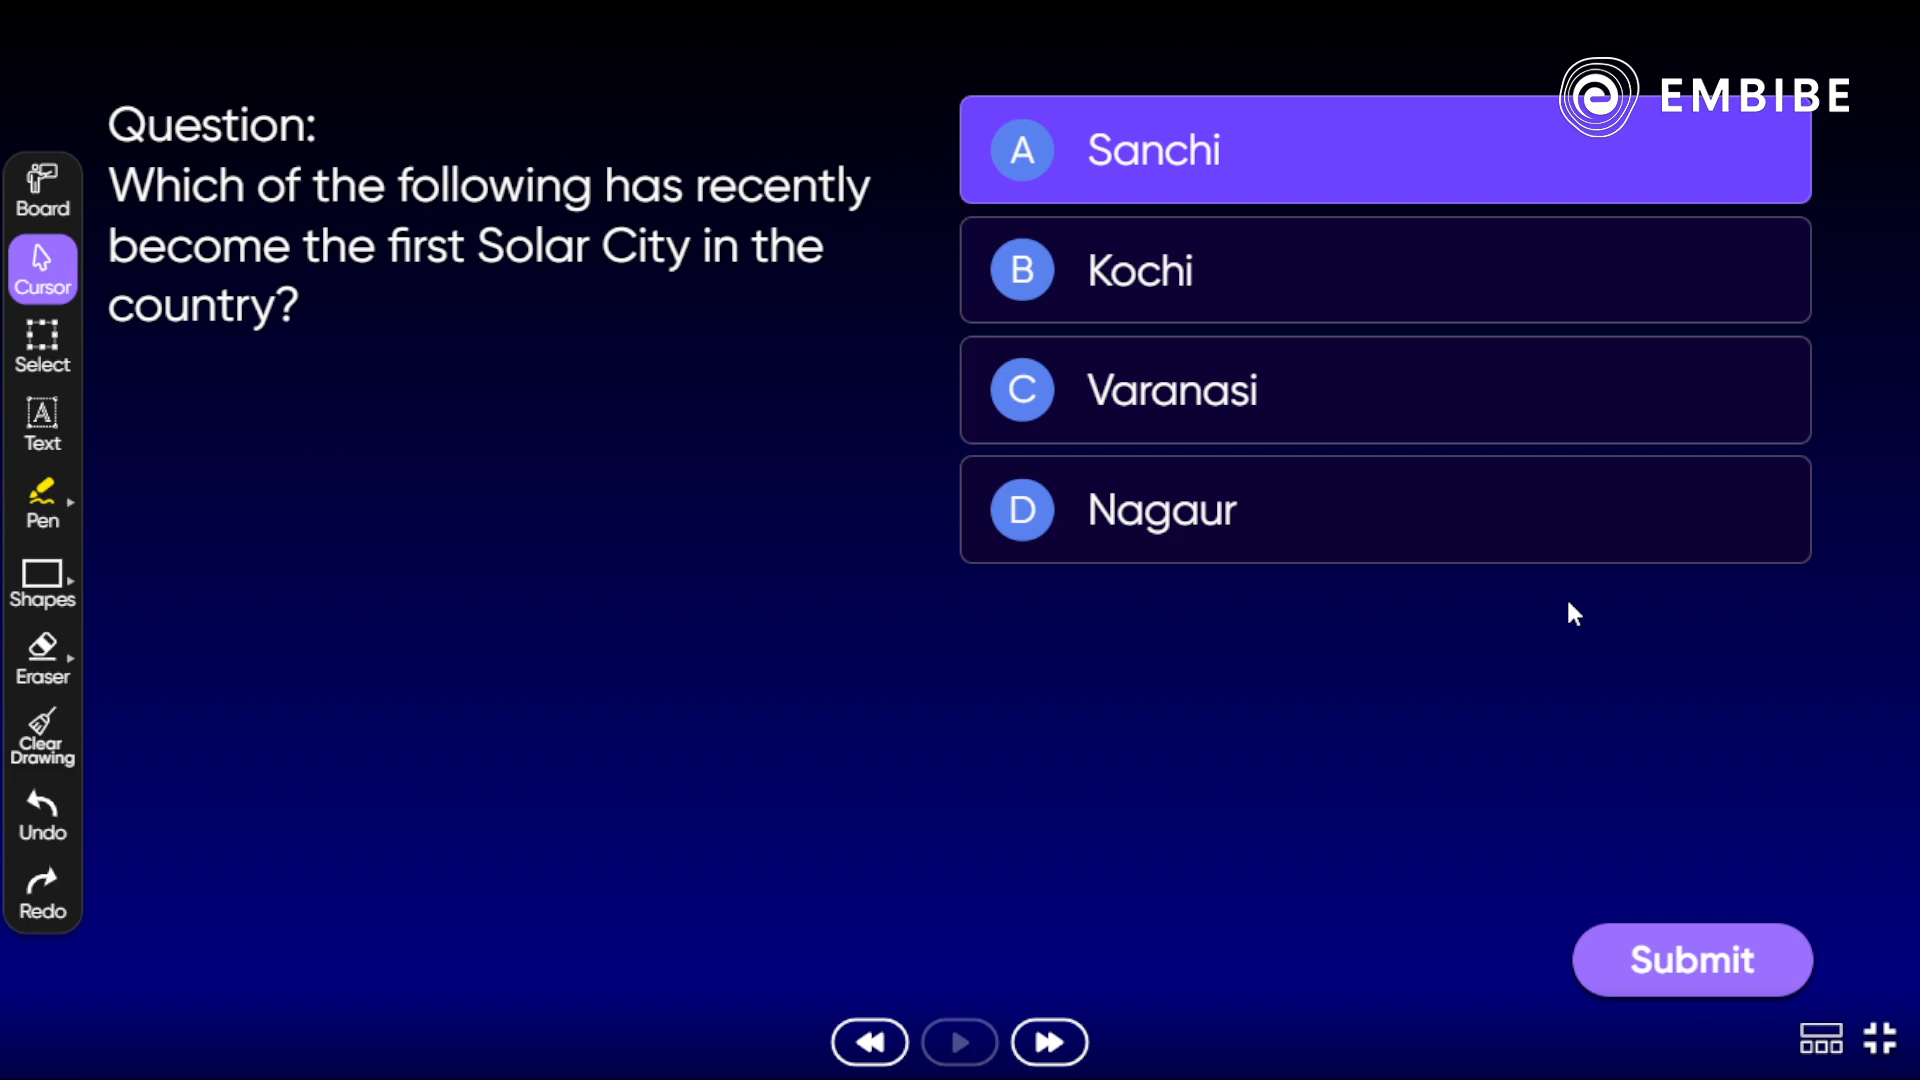 EMBIBE
Question:
Which of the following has recently
become the first Solar City in the
country?
A Sanchi
B Kochi
C Varanasi
D Nagaur
Board
Cursor
Select
A
Text
Pen
Shapes
Eraser
Clear
Drawing
Undo
Redo
Submit